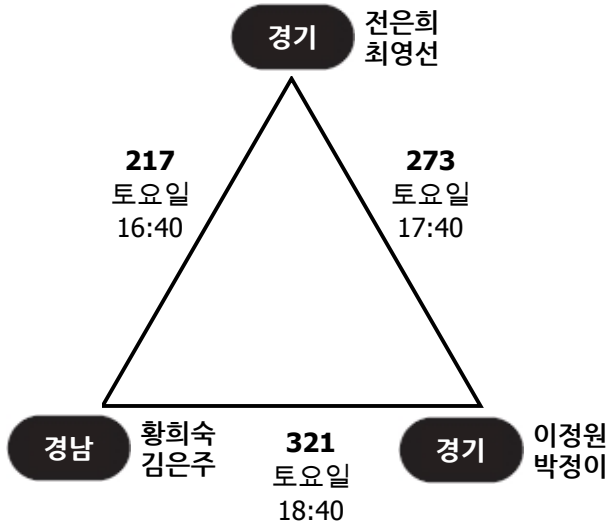 경기
전은희
최영선
217
토요일
16:40
273
토요일
17:40
경남
황희숙
김은주
321
토요일
18:40
경기
이정원
박정이